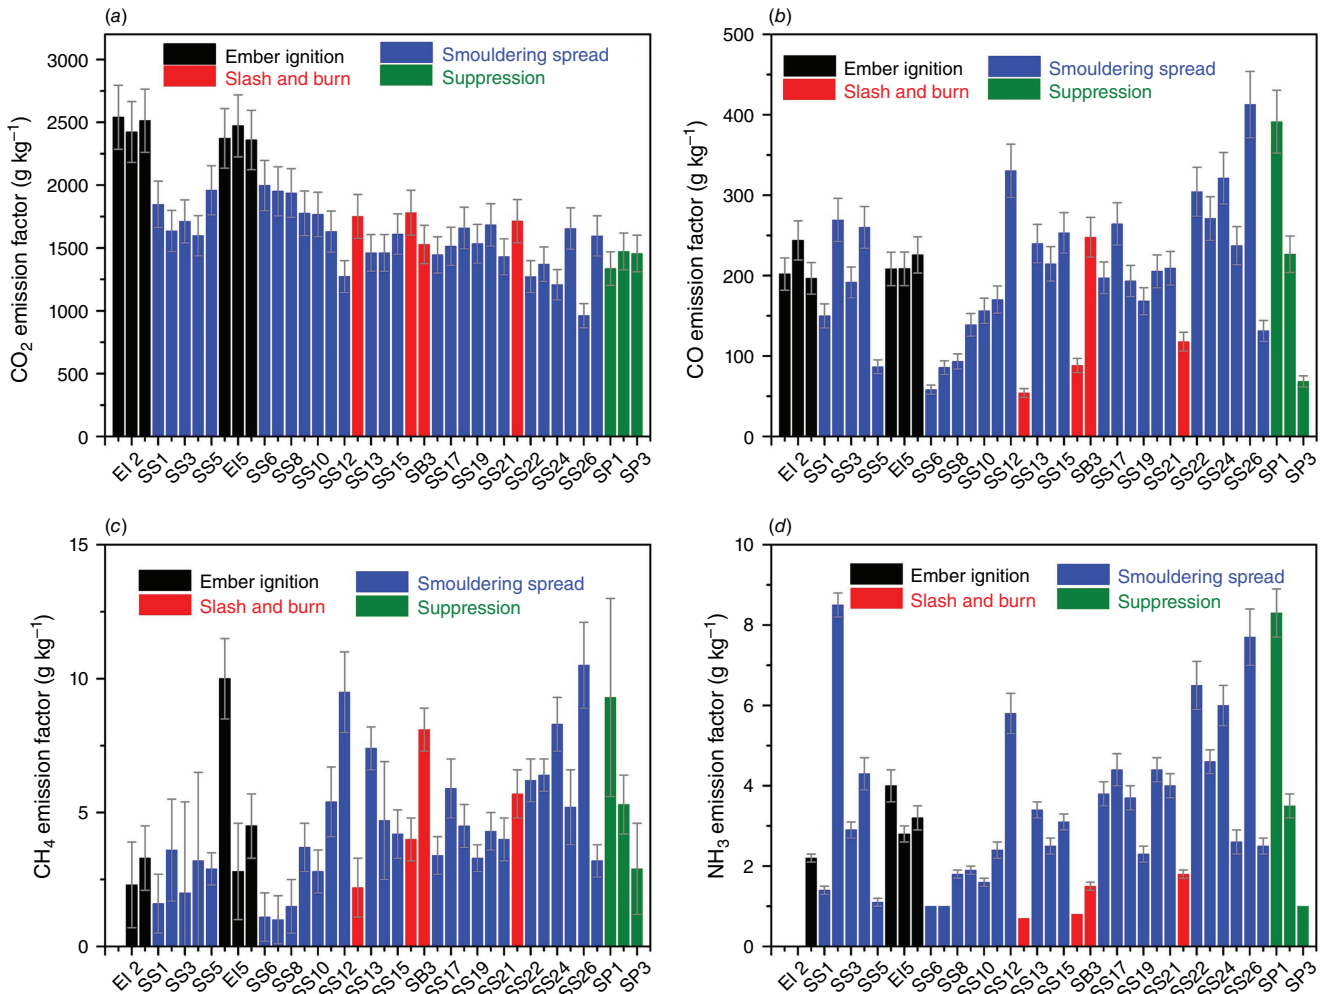 (a)
CO2 emission factor (g kg−1)
3000
2500
2000
1500
1000
500
0
Ember ignition
Slash and burn
Smouldering spread
Suppression
EI 2 SS1 SS3 SS5 EI5 SS6 SS8 SS10 SS12 SS13 SS15 SB3 SS17 SS19 SS21 SS22 SS24 SS26 SP1 SP3
(b)
CO emission factor (g kg−1)
500
400
300
200
100
0
Ember ignition
Slash and burn
Smouldering spread
Suppression
EI 2 SS1 SS3 SS5 EI5 SS6 SS8 SS10 SS12 SS13 SS15 SB3 SS17 SS19 SS21 SS22 SS24 SS26 SP1 SP3
(c)
CH4 emission factor (g kg−1)
15
10
5
0
Ember ignition
Slash and burn
Smouldering spread
Suppression
EI 2 SS1 SS3 SS5 EI5 SS6 SS8 SS10 SS12 SS13 SS15 SB3 SS17 SS19 SS21 SS22 SS24 SS26 SP1 SP3
(d)
NH3 emission factor (g kg−1)
10
8
6
4
2
0
Ember ignition
Slash and burn
Smouldering spread
Suppression
EI 2 SS1 SS3 SS5 EI5 SS6 SS8 SS10 SS12 SS13 SS15 SB3 SS17 SS19 SS21 SS22 SS24 SS26 SP1 SP3